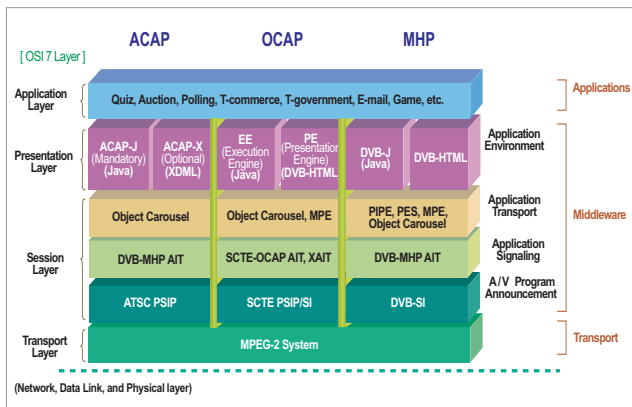 ACAP OCAP MHP
[ OSI 7 Layer ]
Application
Layer
Quiz, Auction, Polling, T-commerce, T-government, E-mail, Game, etc.
Applications
Presentation
Layer
ACAP-J
(Mandatory)
(Java)
ACAP-X
(Optional)
(XDML)
EE
(Execution
Engine)
(Java)
PE
(Presentation
Engine)
(DVB-HTML)
DVB-J
(Java)
DVB-HTML
Application
Environment
Session
Layer
Object Carousel
Object Carousel, MPE
PIPE, PES, MPE,
Object Carousel
Application
Transport
Middleware
DVB-MHP AIT
SCTE-OCAP AIT, XAIT
DVB-MHP AIT
Application
Signaling
ATSC PSIP
SCTE PSIP/SI
DVB-SI
A/V Program
Announcement
Transport
Layer
MPEG-2 System
Transport
(Network, Data Link, and Physical layer)